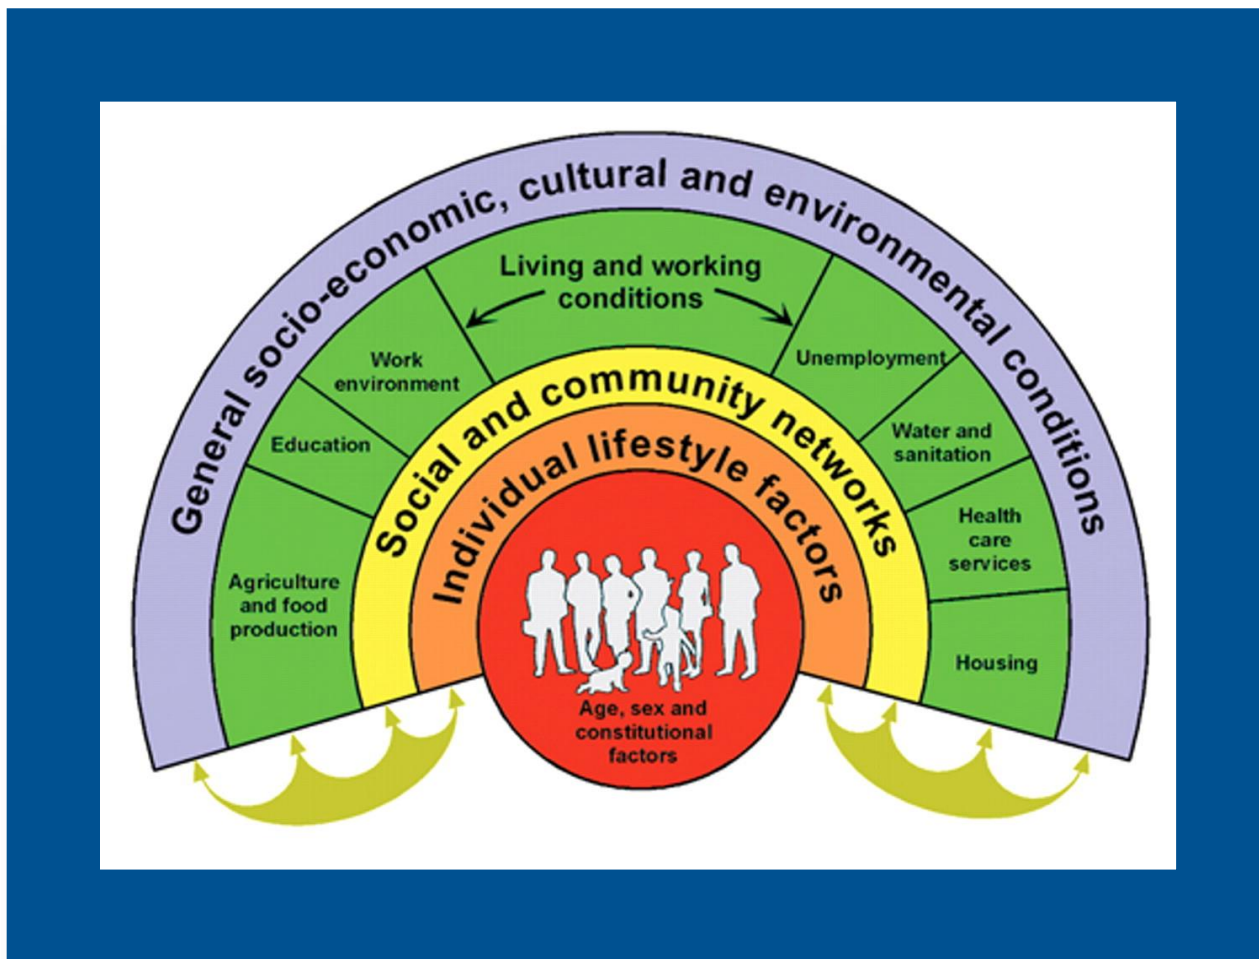 General socio-economic, cultural and environmental conditions
Living and working
conditions
Work
environment
Unemployment
Education
Water and
sanitation
Agriculture
and food
production
Health
care
services
Housing
Social and community networks
Individual lifestyle factors
Age, sex and
constitutional
factors